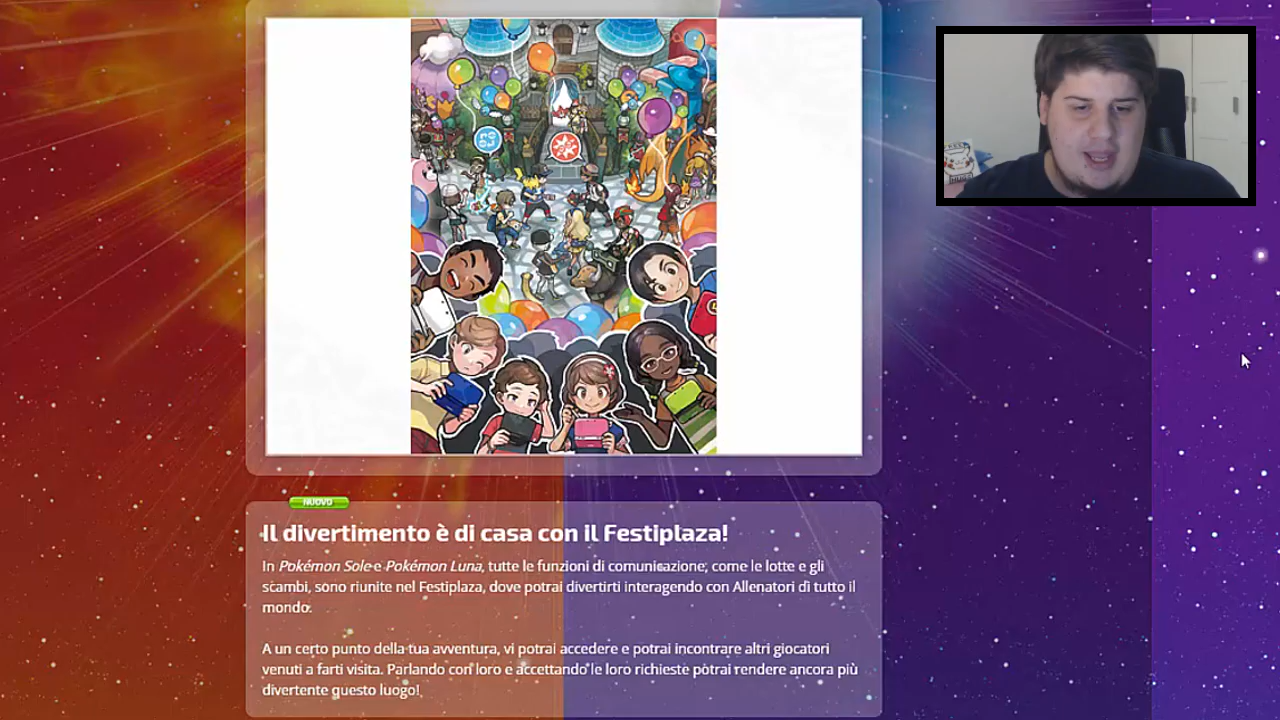 NUOVO
Il divertimento è di casa con il Festiplaza!
In Pokémon Sole e Pokémon Luna, tutte le funzioni di comunicazione, come le lotte e gli
scambi, sono riunite nel Festiplaza, dove potrai divertirti interagendo con Allenatori di tutto il
mondo.
A un certo punto della tua avventura, vi potrai accedere e potrai incontrare altri giocatori
venuti a farti visita. Parlando con loro e accettando le loro richieste potrai rendere ancora più
divertente questo luogo!